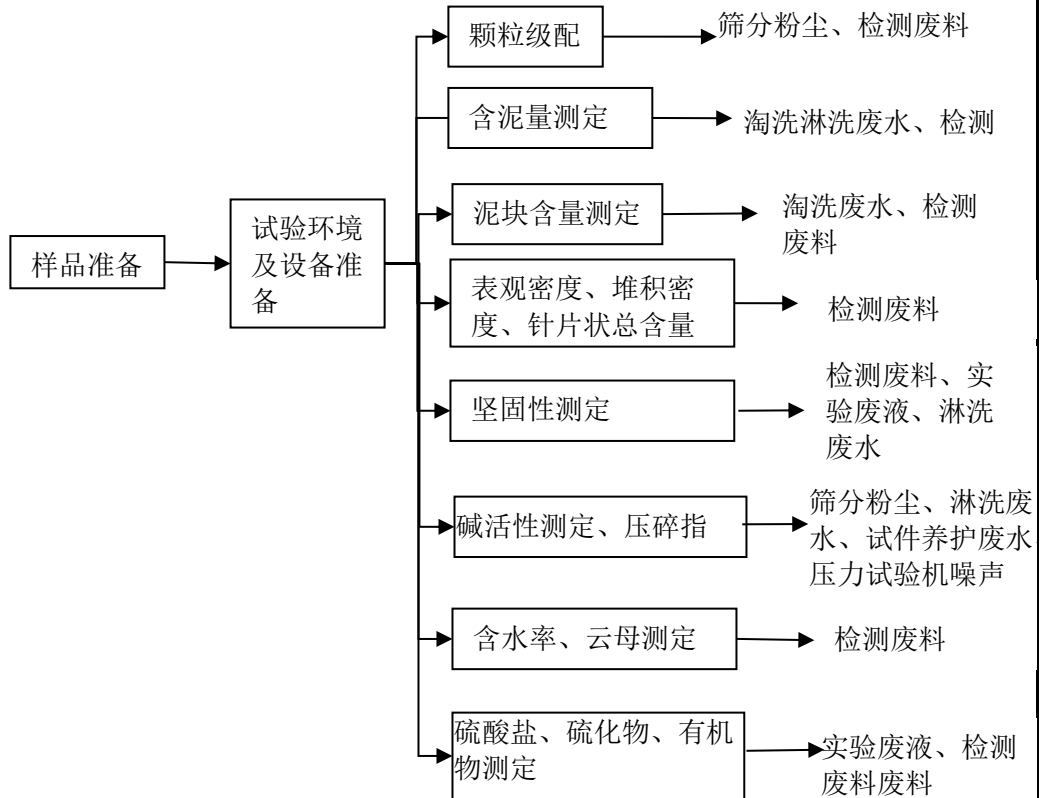 颗粒级配
筛分粉尘、检测废料
含泥量测定
淘洗淋洗废水、检测
泥块含量测定
淘洗废水、检测
废料
样品准备
试验环境
及设备准
备
表观密度、堆积密
度、针片状总含量
检测废料
坚固性测定
检测废料、实
验废液、淋洗
废水
碱活性测定、压碎指
筛分粉尘、淋洗废
水、试件养护废水
压力试验机噪声
含水率、云母测定
检测废料
硫酸盐、硫化物、有机
物测定
实验废液、检测
废料废料